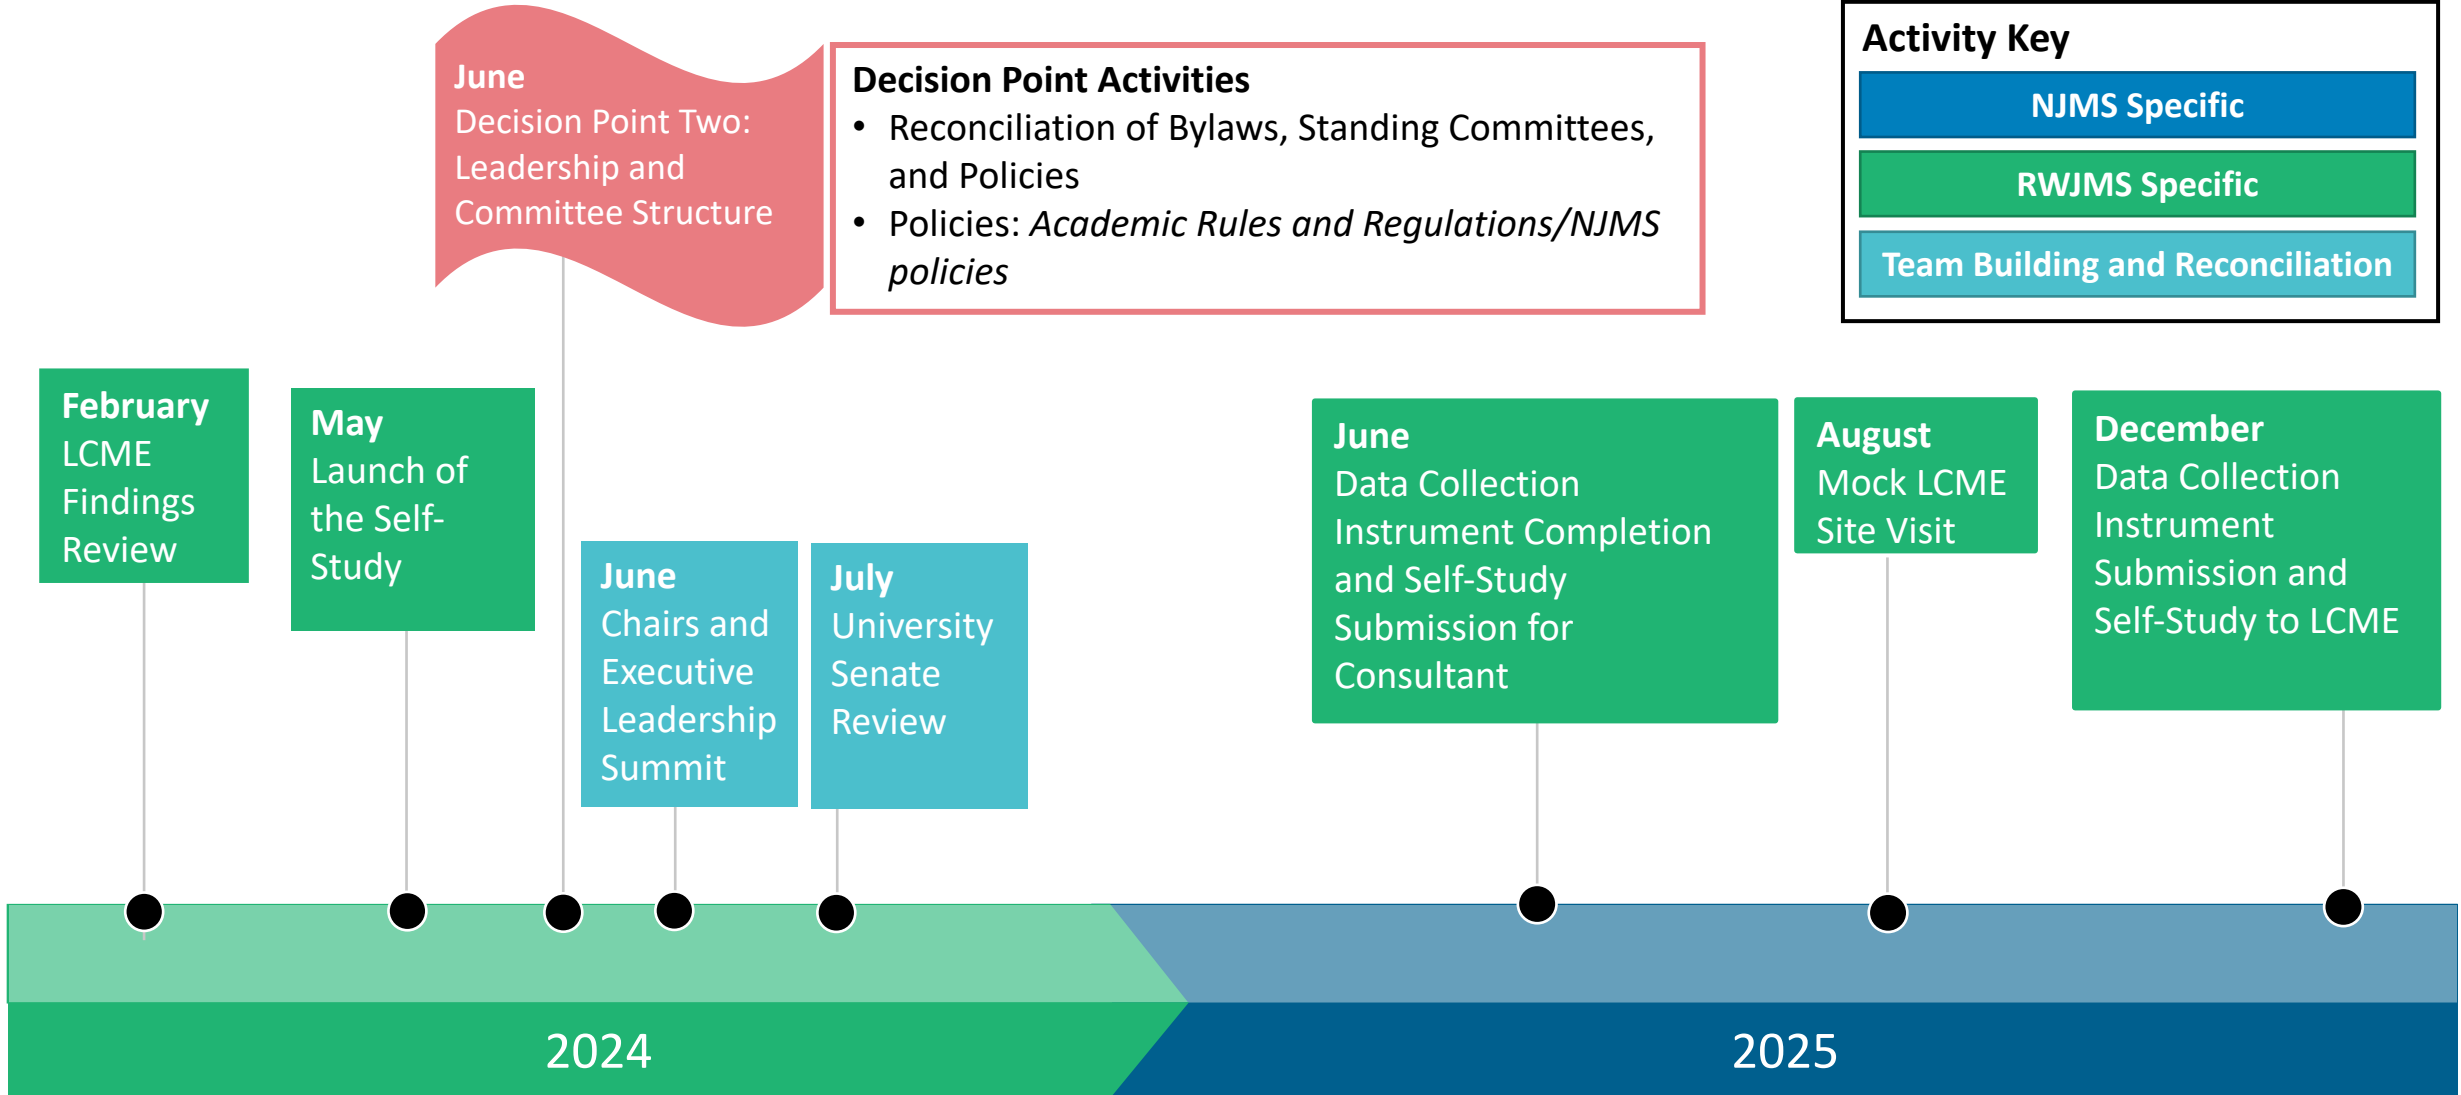 June
Decision Point Two:
Leadership and
Committee Structure
Decision Point Activities
• Reconciliation of Bylaws, Standing Committees,
and Policies
• Policies: Academic Rules and Regulations/NJMS
policies
Activity Key
NJMS Specific
RWJMS Specific
Team Building and Reconciliation
February
LCME
Findings
Review
May
Launch of
the Self-
Study
June
Chairs and
Executive
Leadership
Summit
July
University
Senate
Review
June
Data Collection
Instrument Completion
and Self-Study
Submission for
Consultant
August
Mock LCME
Site Visit
December
Data Collection
Instrument
Submission and
Self-Study to LCME
2024
2025